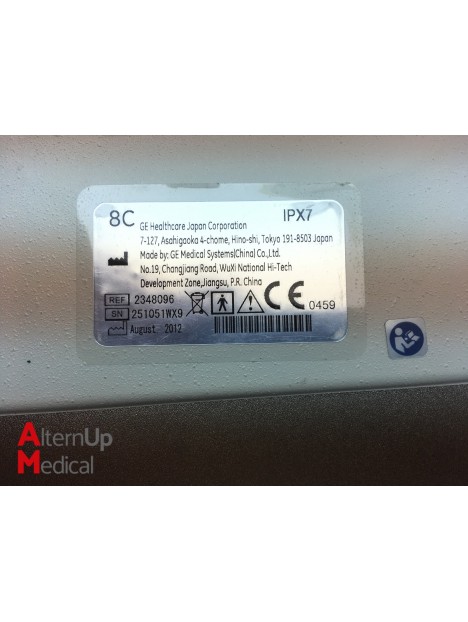 8C
IPX7
GE Healthcare Japan Corporation
7-127, Asahigaoka 4-chome, Hino-shi, Tokyo 191-8503 Japan
Made by: GE Medical Systems(China) Co.,Ltd.
No.19, Changjiang Road, WuXi National Hi-Tech
Development Zone,Jiangsu, P.R. China
REF 2348096
SN 251051WX9
August 2012
CE 0459
AlternUp
Medical